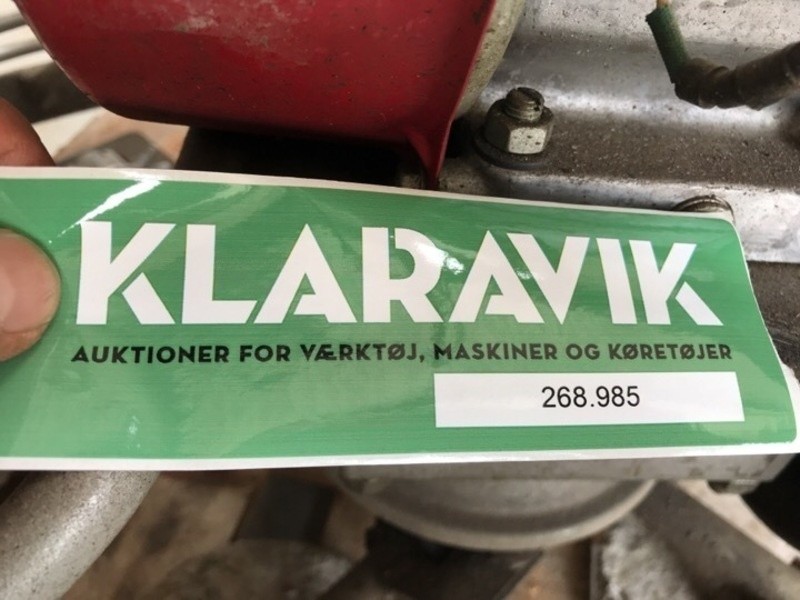 KLARAVIK
AUKTIONER FOR VÆRKTØJ, MASKINER OG KØRETØJER
268.985